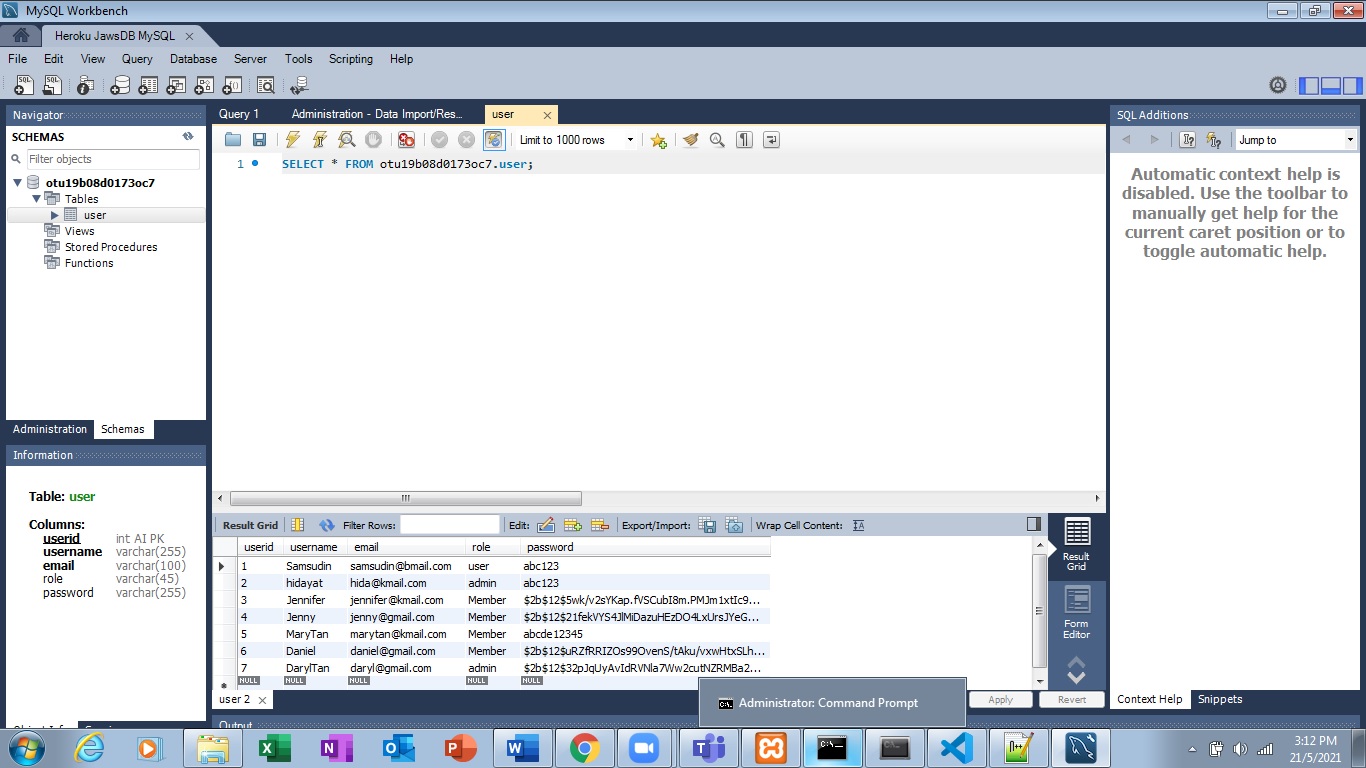 MySQL Workbench
Heroku JawsDB MySQL
File Edit View Query Database Server Tools Scripting Help
Navigator
SCHEMAS
Filter objects
otu19b08d0173oc7
Tables
user
Views
Stored Procedures
Functions
Administration Schemas
Information
Table: user
Columns:
userid int AI PK
username varchar(255)
email varchar(100)
role varchar(45)
password varchar(255)
Query 1 Administration - Data Import/Res... user
Limit to 1000 rows
1 SELECT * FROM otu19b08d0173oc7.user;
Result Grid Filter Rows: Edit: Export/Import: Wrap Cell Content:
userid username email role password
1 Samsudin samsudin@bmail.com user abc123
2 hidayat hida@kmail.com admin abc123
3 Jennifer jennifer@kmail.com Member $2b$12$5wk/v2sYKap.fVSCubI8m.PMJm1xtIc9...
4 Jenny jenny@gmail.com Member $2b$12$21fekVYS4JlMiDazuHEzDO4LxUrsJYeG...
5 MaryTan marytan@kmail.com Member abcde12345
6 Daniel daniel@gmail.com Member $2b$12$uRZfRRIZOs99OvenS/tAku/vxwHtxSLh...
7 DarylTan daryl@gmail.com admin $2b$12$32pJqUyAvIdRVNla7Ww2cutNZRMBa2...
NULL NULL NULL NULL NULL
user 2
Output
Result
Grid
Form
Editor
Apply Revert
SQL Additions
Jump to
Automatic context help is
disabled. Use the toolbar to
manually get help for the
current caret position or to
toggle automatic help.
Context Help Snippets
Administrator: Command Prompt
3:12 PM
21/5/2021